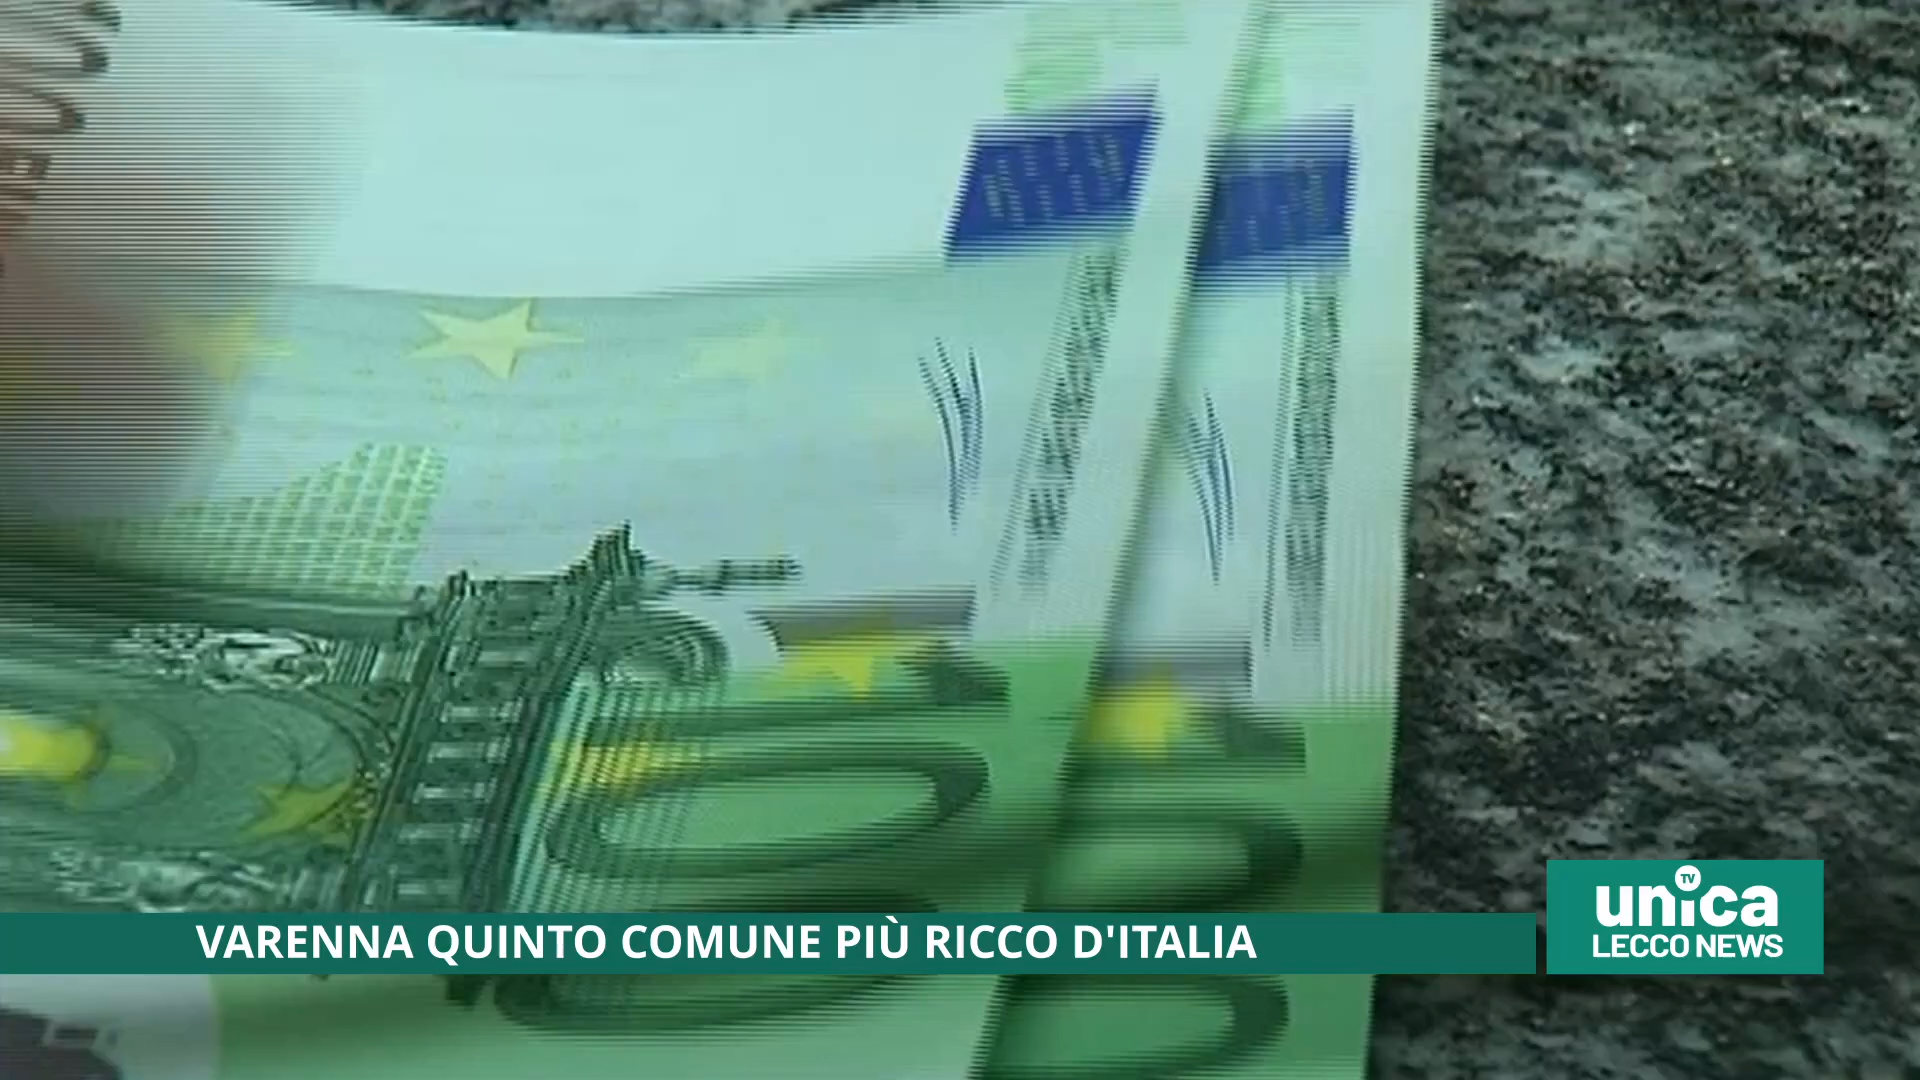 VARENNA QUINTO COMUNE PIÙ RICCO D'ITALIA
TV
unica
LECCO NEWS